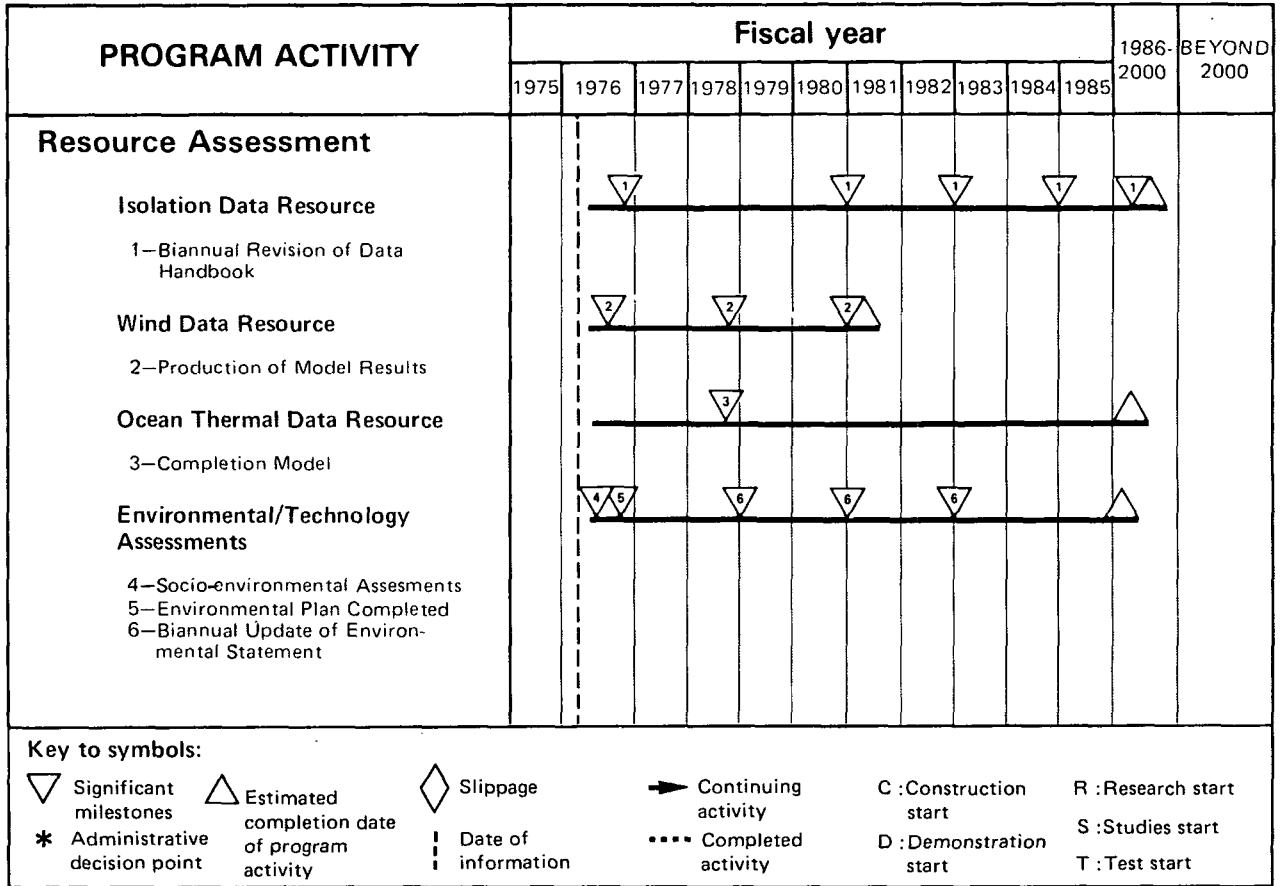 PROGRAM ACTIVITY
Fiscal year
1986-
2000
BEYOND
2000
1975 1976 1977 1978 1979 1980 1981 1982 1983 1984 1985
Resource Assessment
1 1 1 1 1
Isolation Data Resource
1—Biannual Revision of Data
Handbook
2 2 2
Wind Data Resource
2—Production of Model Results
3
Ocean Thermal Data Resource
3—Completion Model
4 5 6 6 6
Environmental/Technology
Assessments
4—Socio-environmental Assesments
5—Environmental Plan Completed
6—Biannual Update of Environ-
mental Statement
Key to symbols:
Significant
milestones
* Administrative
decision point
Estimated
completion date
of program
activity
Slippage
Date of
information
Continuing
activity
Completed
activity
C :Construction
start
D :Demonstration
start
R :Research start
S :Studies start
T :Test start